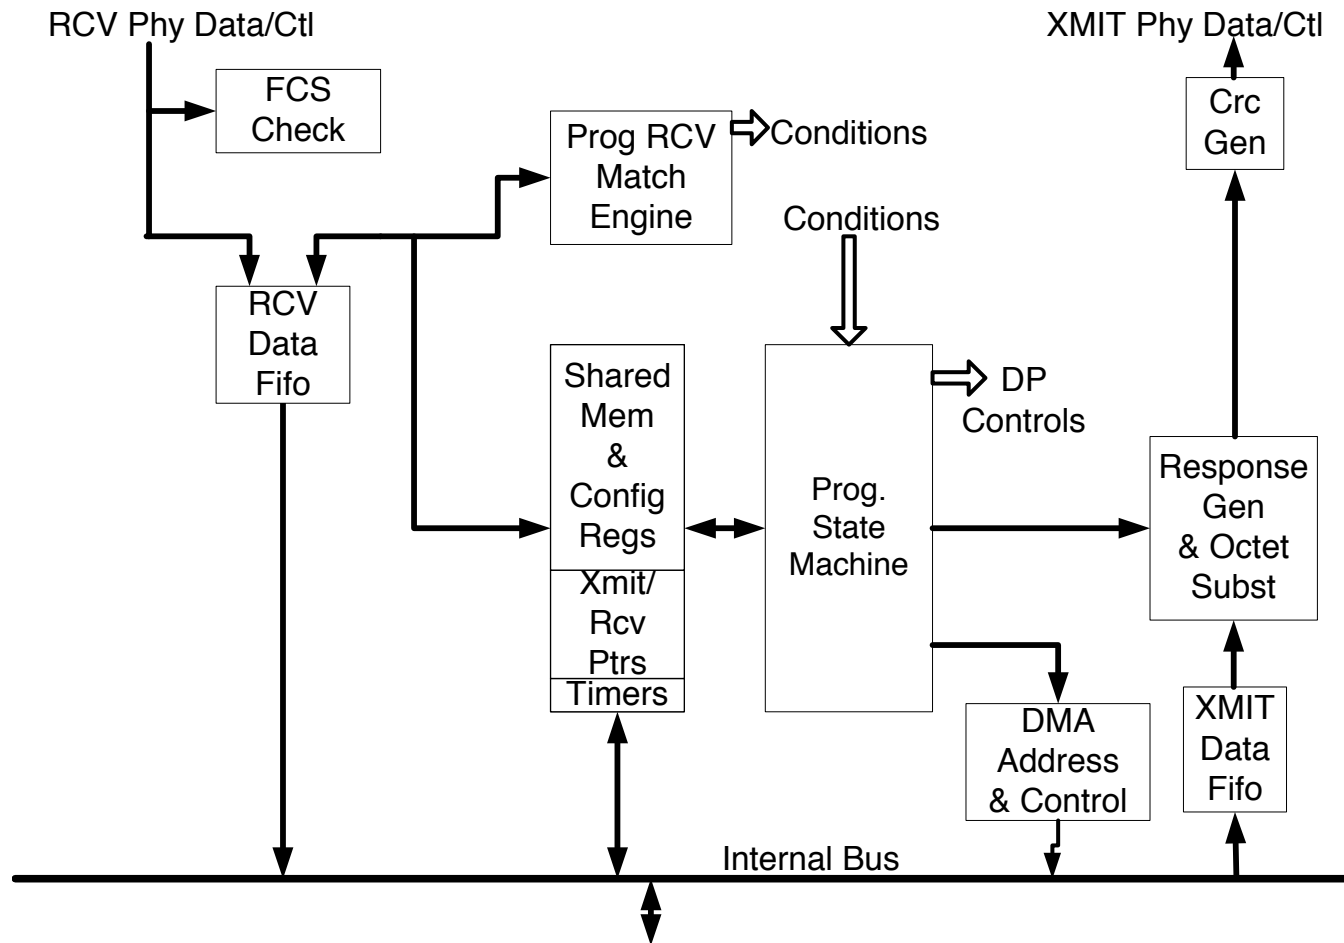 RCV Phy Data/Ctl
XMIT Phy Data/Ctl
FCS
Check
Prog RCV
Match
Engine
Conditions
Crc
Gen
Conditions
RCV
Data
Fifo
Shared
Mem
&
Config
Regs
Xmit/
Rcv
Ptrs
Timers
Prog.
State
Machine
DP
Controls
Response
Gen
& Octet
Subst
DMA
Address
& Control
XMIT
Data
Fifo
Internal Bus